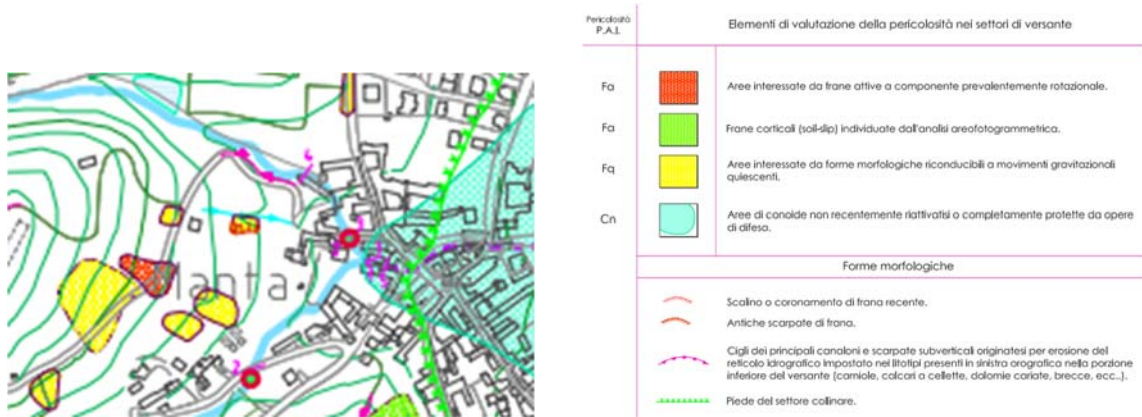 Pericolosità
P.A.I.
Elementi di valutazione della pericolosità nei settori di versante
Fa
Aree interessate da frane attive a componente prevalentemente rotazionale.
Fa
Frane corticali (soil-slip) individuate dall'analisi areofotogrammetrica.
Fq
Aree interessate da forme morfologiche riconducibili a movimenti gravitazionali
quiescenti.
Cn
Aree di conoide non recentemente riattivatisi o completamente protette da opere
di difesa.
Forme morfologiche
Scalino o coronamento di frana recente.
Antiche scarpate di frana.
Cigli dei principali canaloni e scarpate subverticali originatesi per erosione del
reticolo idrografico impostato nei litotipi presenti in sinistra orografica nella porzione
inferiore del versante (carniole, calcari a cellette, dolomie cariate, brecce, ecc..).
Piede del settore collinare.
lanta
2